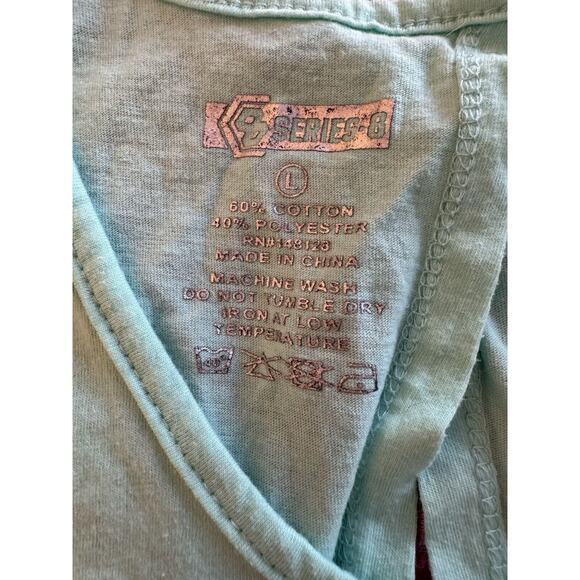 8 SERIES-8
L
60% COTTON
40% POLYESTER
RN#148128
MADE IN CHINA
MACHINE WASH
DO NOT TUMBLE DRY
IRON AT LOW
TEMPERATURE